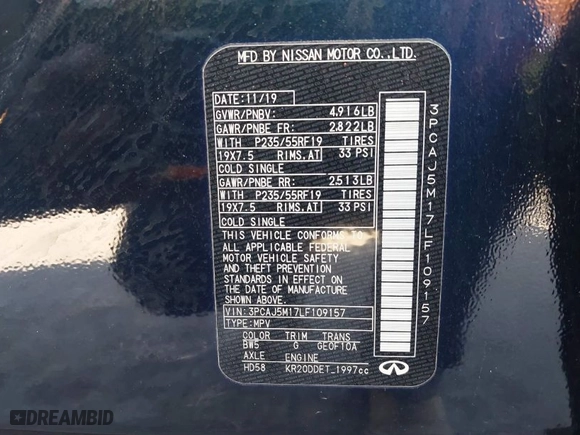 MFD BY NISSAN MOTOR CO.,LTD.
DATE: 11/19
GVWR/PNBV: 4,916LB
GAWR/PNBE FR: 2,822LB
WITH P235/55RF19 TIRES
19X7.5 RIMS.AT 33 PSI
COLD SINGLE
GAWR/PNBE RR: 2,513LB
WITH P235/55RF19 TIRES
19X7.5 RIMS.AT 33 PSI
COLD SINGLE
THIS VEHICLE CONFORMS TO
ALL APPLICABLE FEDERAL
MOTOR VEHICLE SAFETY
AND THEFT PREVENTION
STANDARDS IN EFFECT ON
THE DATE OF MANUFACTURE
SHOWN ABOVE.
VIN: 3PCAJ5M17LF109157
TYPE: MPV
COLOR TRIM TRANS
BW5 G GE0F10A
AXLE ENGINE
HD58 KR20DDET 1997cc
3PCAJ5M17LF109157
© DREAMBID